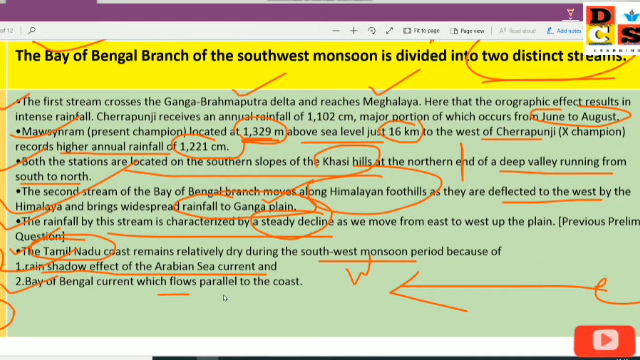 of 12
Read aloud
Add notes
D C S
The Bay of Bengal Branch of the southwest monsoon is divided into two distinct streams.
•The first stream crosses the Ganga-Brahmaputra delta and reaches Meghalaya. Here that the orographic effect results in
intense rainfall. Cherrapunji receives an annual rainfall of 1,102 cm, major portion of which occurs from June to August.
•Mawsynram (present champion) located at 1,329 m above sea level just 16 km to the west of Cherrapunji (X champion)
records higher annual rainfall of 1,221 cm.
•Both the stations are located on the southern slopes of the Khasi hills at the northern end of a deep valley running from
south to north.
•The second stream of the Bay of Bengal branch moves along Himalayan foothills as they are deflected to the west by the
Himalaya and brings widespread rainfall to Ganga plain.
•The rainfall by this stream is characterized by a steady decline as we move from east to west up the plain. [Previous Prelim
Question]
•The Tamil Nadu coast remains relatively dry during the south-west monsoon period because of
1.rain shadow effect of the Arabian Sea current and
2.Bay of Bengal current which flows parallel to the coast.
W